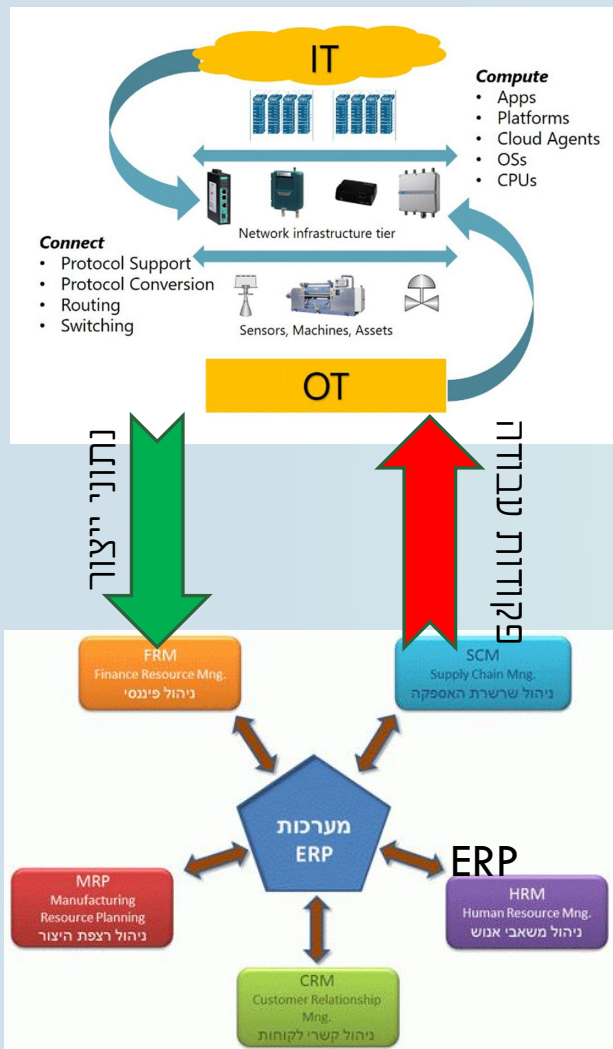 IT
Compute
• Apps
• Platforms
• Cloud Agents
• OSs
• CPUs
Network infrastructure tier
Connect
• Protocol Support
• Protocol Conversion
• Routing
• Switching
Sensors, Machines, Assets
OT
נתוני ייצור
פקודות עבודה
FRM
Finance Resource Mng.
ניהול פיננסי
SCM
Supply Chain Mng.
ניהול שרשרת האספקה
מערכות
ERP
ERP
MRP
Manufacturing
Resource Planning
ניהול רצפת היצור
HRM
Human Resource Mng.
ניהול משאבי אנוש
CRM
Customer Relationship
Mng.
ניהול קשרי לקוחות